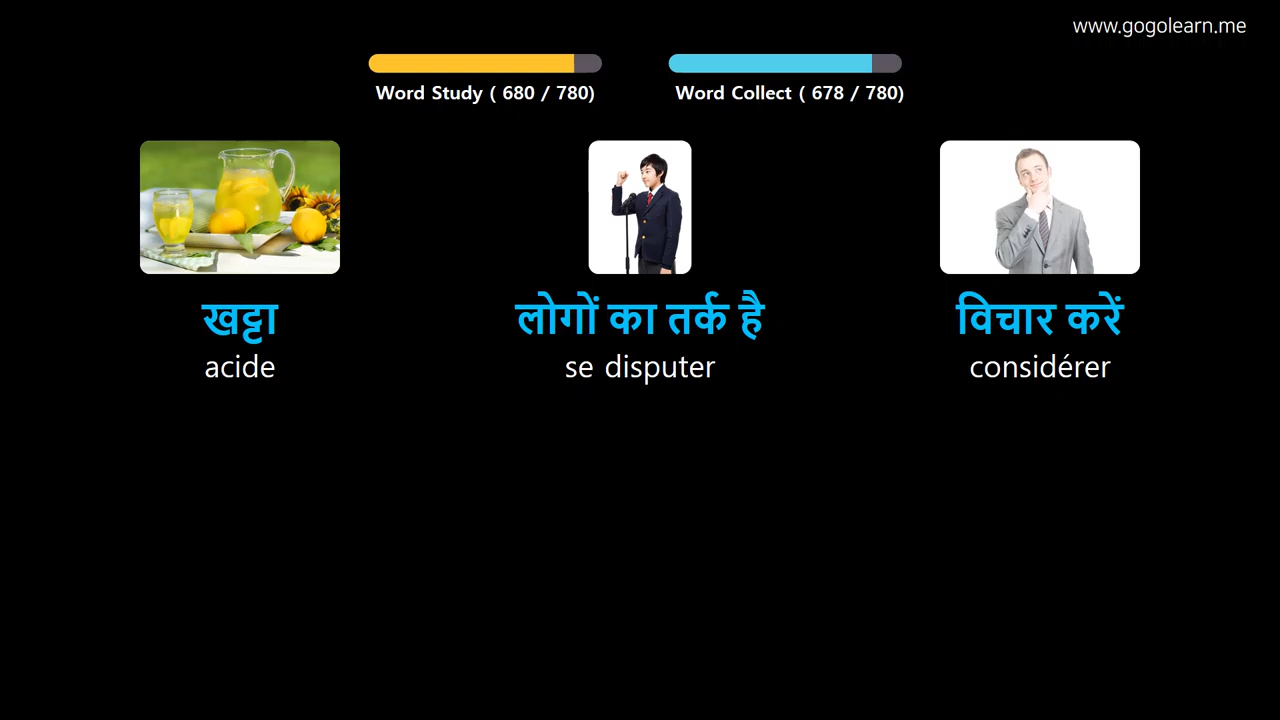 www.gogolearn.me
Word Study ( 680 / 780)
Word Collect ( 678 / 780)
खट्टा
लोगों का तर्क है
विचार करें
acide
se disputer
considérer